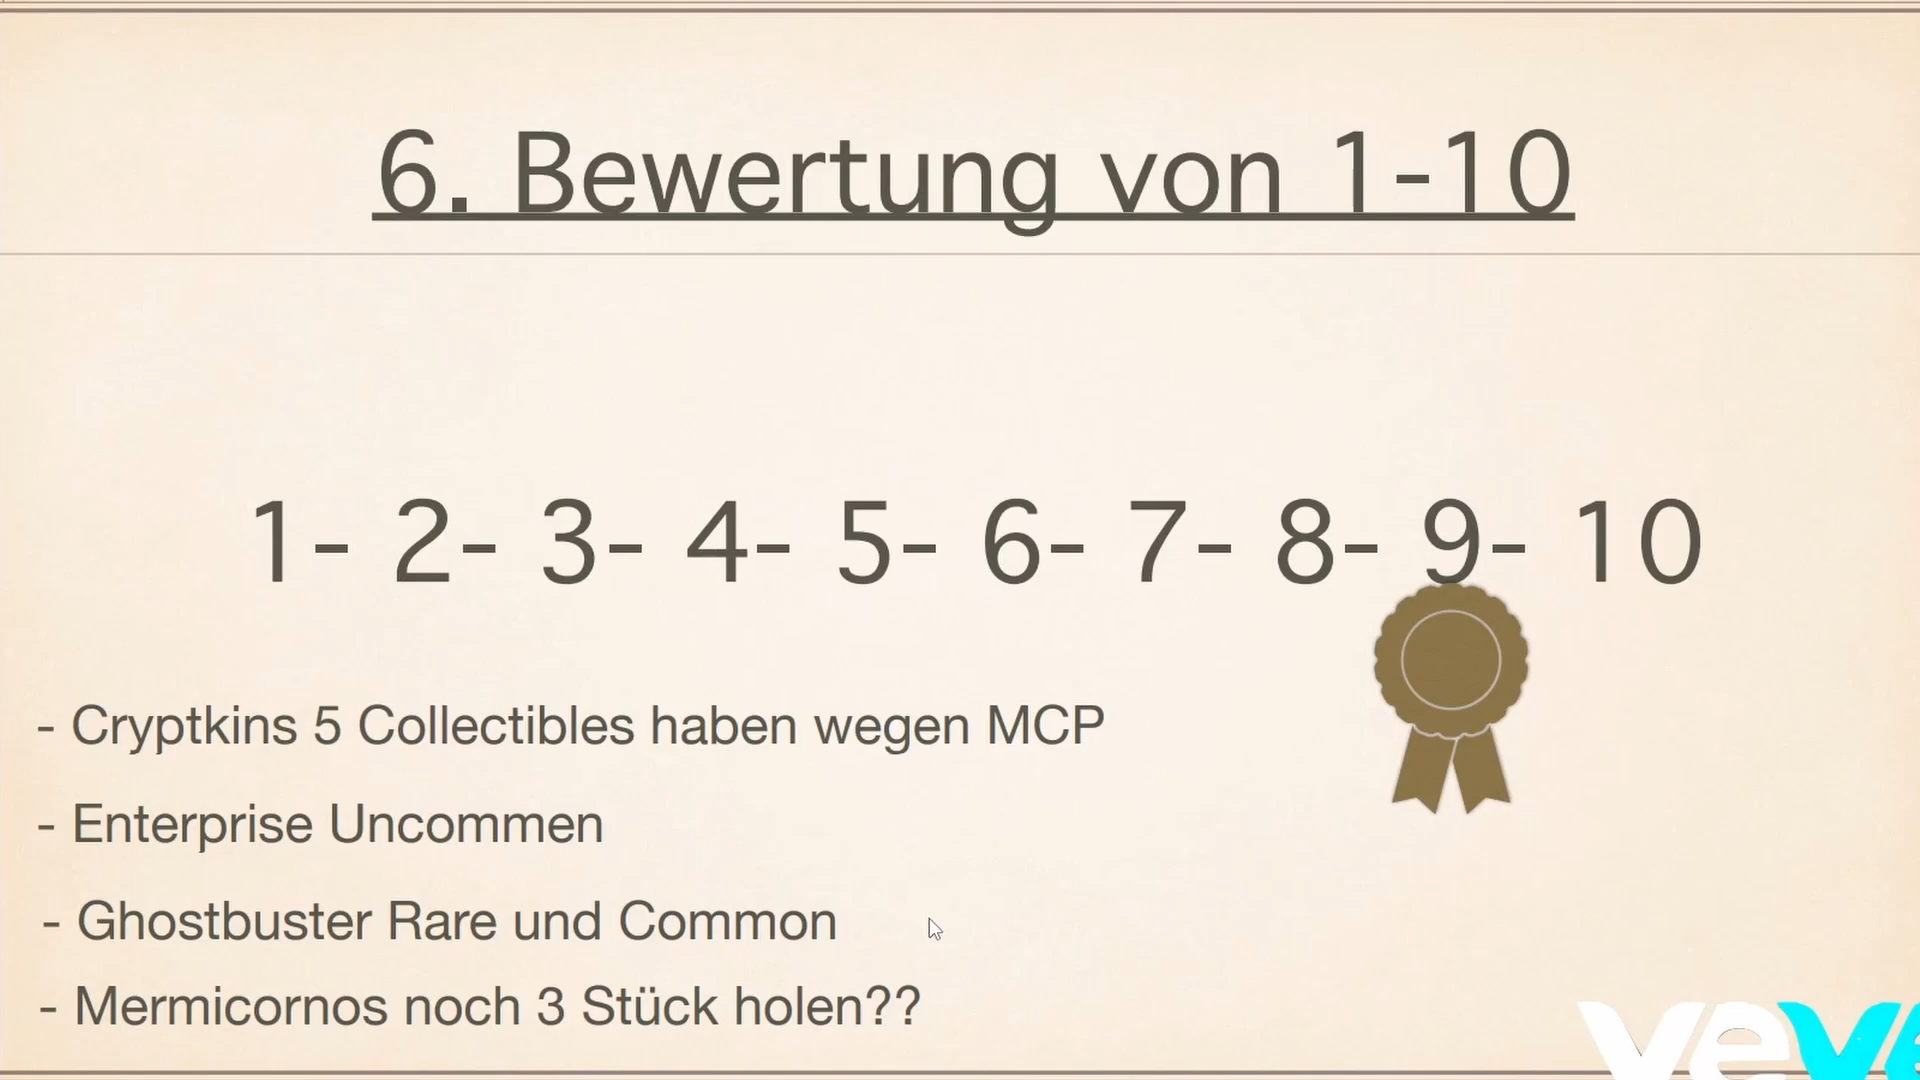 6. Bewertung von 1-10
1- 2- 3- 4- 5- 6- 7- 8- 9- 10
- Cryptkins 5 Collectibles haben wegen MCP
- Enterprise Uncommen
- Ghostbuster Rare und Common
- Mermicornos noch 3 Stück holen??
veve